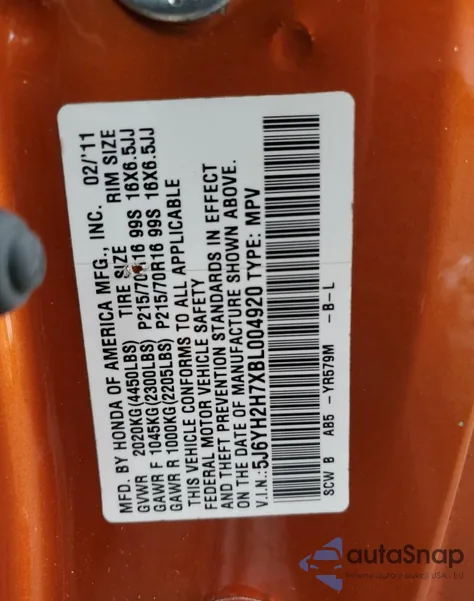 MFD. BY HONDA OF AMERICA MFG., INC. 02/'11
GVWR 2020KG(4450LBS) TIRE SIZE RIM SIZE
GAWR F 1045KG(2300LBS) P215/70R16 99S 16X6.5JJ
GAWR R 1000KG(2205LBS) P215/70R16 99S 16X6.5JJ
THIS VEHICLE CONFORMS TO ALL APPLICABLE
FEDERAL MOTOR VEHICLE SAFETY
AND THEFT PREVENTION STANDARDS IN EFFECT
ON THE DATE OF MANUFACTURE SHOWN ABOVE.
V.I.N.: 5J6YH2H7XBL004920 TYPE: MPV
SCW B AB5 -YR579M -B-L
autoSnap